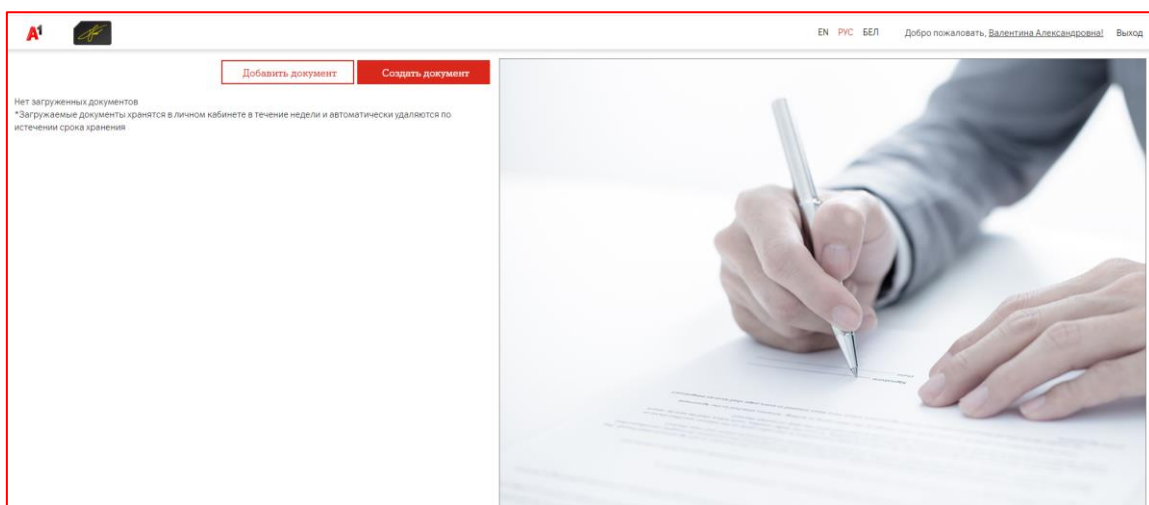 A1
EN РУС БЕЛ Добро пожаловать, Валентина Александровна! Выход
Добавить документ Создать документ
Нет загруженных документов
*Загружаемые документы хранятся в личном кабинете в течение недели и автоматически удаляются по
истечении срока хранения